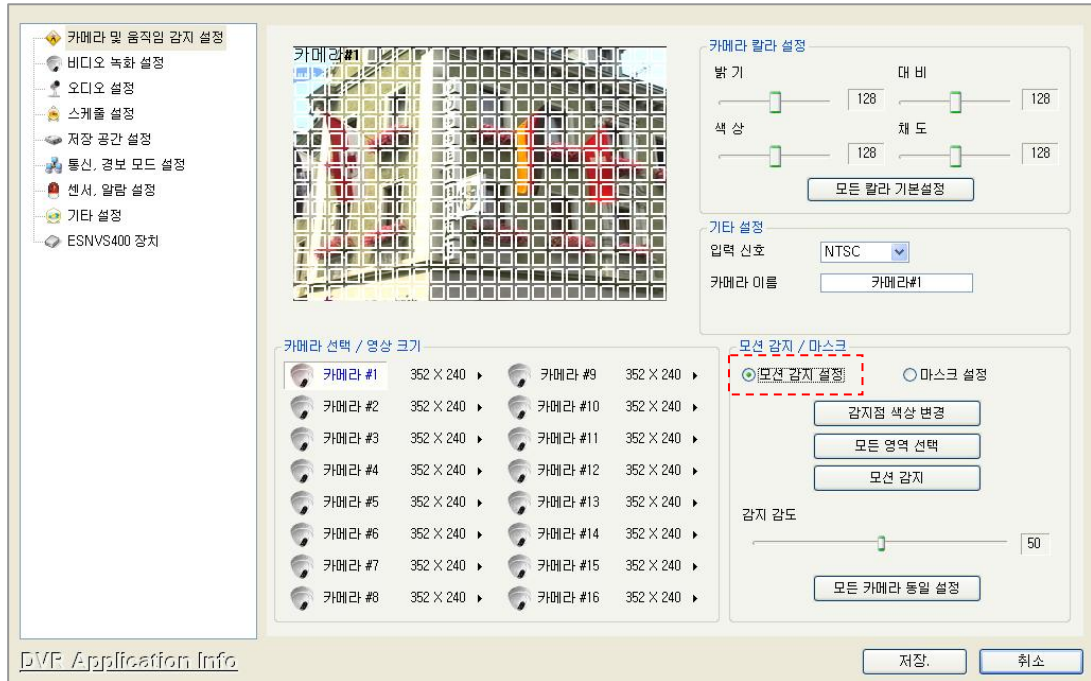 카메라 및 움직임 감지 설정
비디오 녹화 설정
오디오 설정
스케줄 설정
저장 공간 설정
통신, 경보 모드 설정
센서, 알람 설정
기타 설정
ESNVS400 장치
카메라#1
카메라 칼라 설정
밝 기
대 비
128
128
색 상
채 도
128
128
모든 칼라 기본설정
기타 설정
입력 신호
NTSC
카메라 이름
카메라#1
카메라 선택 / 영상 크기
카메라 #1 352 X 240 카메라 #9 352 X 240
카메라 #2 352 X 240 카메라 #10 352 X 240
카메라 #3 352 X 240 카메라 #11 352 X 240
카메라 #4 352 X 240 카메라 #12 352 X 240
카메라 #5 352 X 240 카메라 #13 352 X 240
카메라 #6 352 X 240 카메라 #14 352 X 240
카메라 #7 352 X 240 카메라 #15 352 X 240
카메라 #8 352 X 240 카메라 #16 352 X 240
모션 감지 / 마스크
모션 감지 설정
마스크 설정
감지점 색상 변경
모든 영역 선택
모션 감지
감지 감도
50
모든 카메라 동일 설정
DVR Application Info
저장.
취소